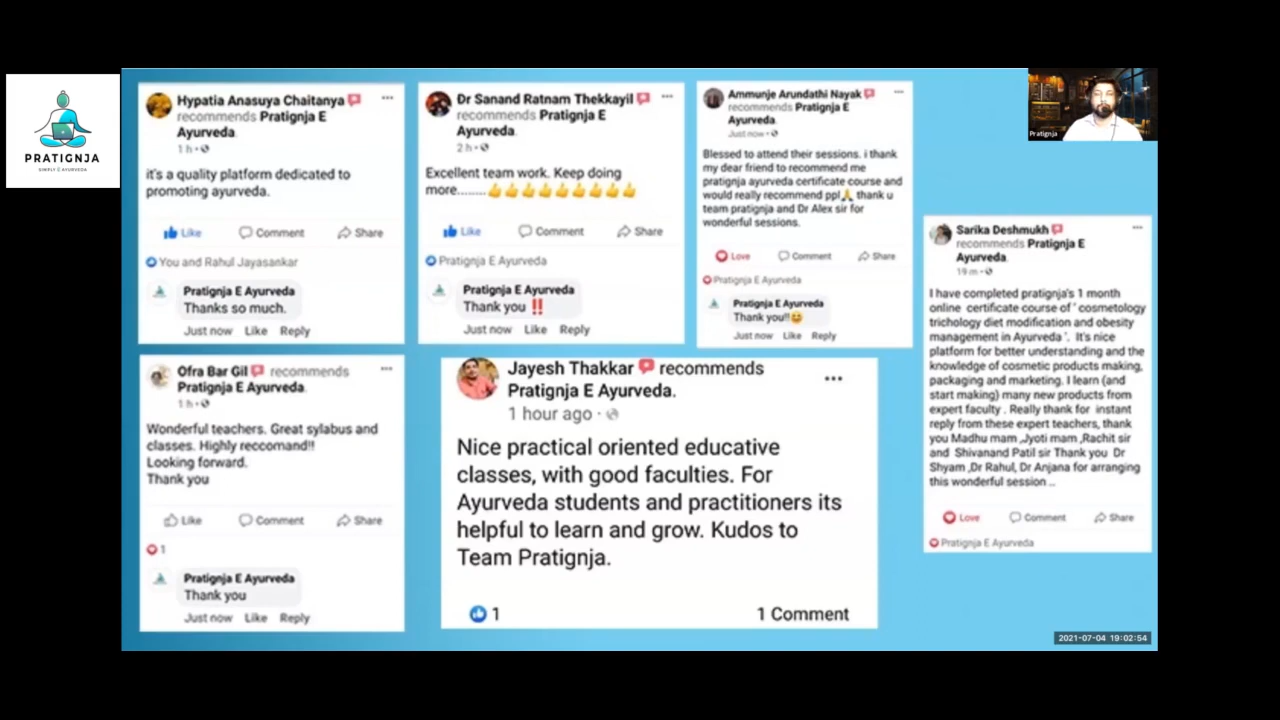 PRATIGNJA
SIMPLY E AYURVEDA
Hypatia Anasuya Chaitanya
recommends Pratignja E
Ayurveda.
1 h
it's a quality platform dedicated to
promoting ayurveda.
Like Comment Share
You and Rahul Jayasankar
Pratignja E Ayurveda
Thanks so much.
Just now Like Reply
Dr Sanand Ratnam Thekkayil
recommends Pratignja E
Ayurveda.
2 h
Excellent team work. Keep doing
more........👍👍👍👍👍👍👍👍👍
Like Comment Share
Pratignja E Ayurveda
Pratignja E Ayurveda
Thank you ‼️
Just now Like Reply
Ammunje Arundathi Nayak
recommends Pratignja E
Ayurveda.
Just now
Blessed to attend their sessions. i thank
my dear friend to recommend me
pratignja ayurveda certificate course and
would really recommend ppl🙏 thank u
team pratignja and Dr Alex sir for
wonderful sessions.
Love Comment Share
Pratignja E Ayurveda
Pratignja E Ayurveda
Thank you!!😆
Just now Like Reply
Pratignja
Sarika Deshmukh
recommends Pratignja E
Ayurveda.
19 m
I have completed pratignja's 1 month
online certificate course of ' cosmetology
trichology diet modification and obesity
management in Ayurveda '. It's nice
platform for better understanding and the
knowledge of cosmetic products making,
packaging and marketing. I learn (and
start making) many new products from
expert faculty . Really thank for instant
reply from these expert teachers, thank
you Madhu mam ,Jyoti mam ,Rachit sir
and Shivanand Patil sir Thank you Dr
Shyam ,Dr Rahul, Dr Anjana for arranging
this wonderful session ..
Love Comment Share
Pratignja E Ayurveda
Ofra Bar Gil recommends
Pratignja E Ayurveda.
1 h
Wonderful teachers. Great sylabus and
classes. Highly reccomand!!
Looking forward.
Thank you
Like Comment Share
1
Pratignja E Ayurveda
Thank you
Just now Like Reply
Jayesh Thakkar recommends
Pratignja E Ayurveda.
1 hour ago
Nice practical oriented educative
classes, with good faculties. For
Ayurveda students and practitioners its
helpful to learn and grow. Kudos to
Team Pratignja.
1 1 Comment
2021-07-04 19:02:54